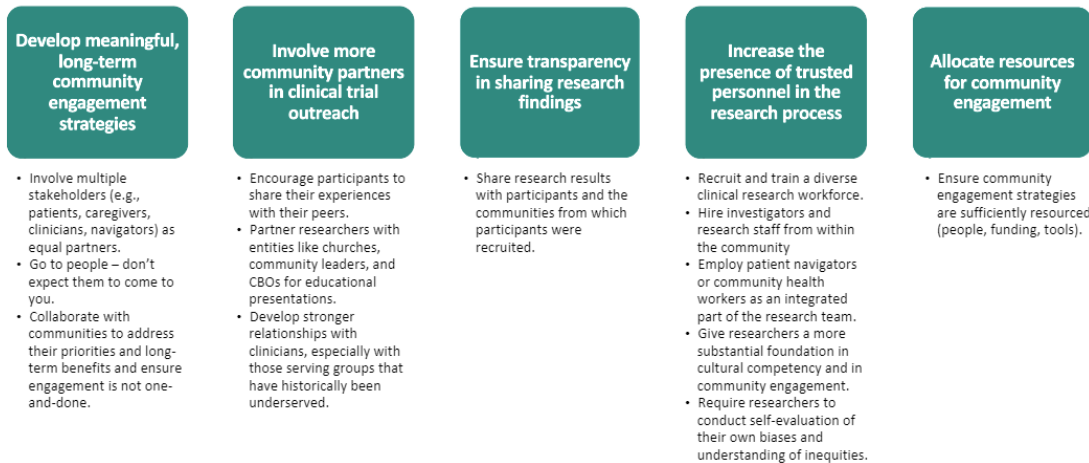 Develop meaningful,
long-term
community
engagement
strategies
• Involve multiple
stakeholders (e.g.,
patients, caregivers,
clinicians, navigators) as
equal partners.
• Go to people – don't
expect them to come to
you.
• Collaborate with
communities to address
their priorities and long-
term benefits and ensure
engagement is not one-
and-done.
Involve more
community partners
in clinical trial
outreach
• Encourage participants to
share their experiences
with their peers.
• Partner researchers with
entities like churches,
community leaders, and
CBOs for educational
presentations.
• Develop stronger
relationships with
clinicians, especially with
those serving groups that
have historically been
underserved.
Ensure transparency
in sharing research
findings
• Share research results
with participants and the
communities from which
participants were
recruited.
Increase the
presence of trusted
personnel in the
research process
• Recruit and train a diverse
clinical research workforce.
• Hire investigators and
research staff from within
the community
• Employ patient navigators
or community health
workers as an integrated
part of the research team.
• Give researchers a more
substantial foundation in
cultural competency and in
community engagement.
• Require researchers to
conduct self-evaluation of
their own biases and
understanding of inequities.
Allocate resources
for community
engagement
• Ensure community
engagement strategies
are sufficiently resourced
(people, funding, tools).